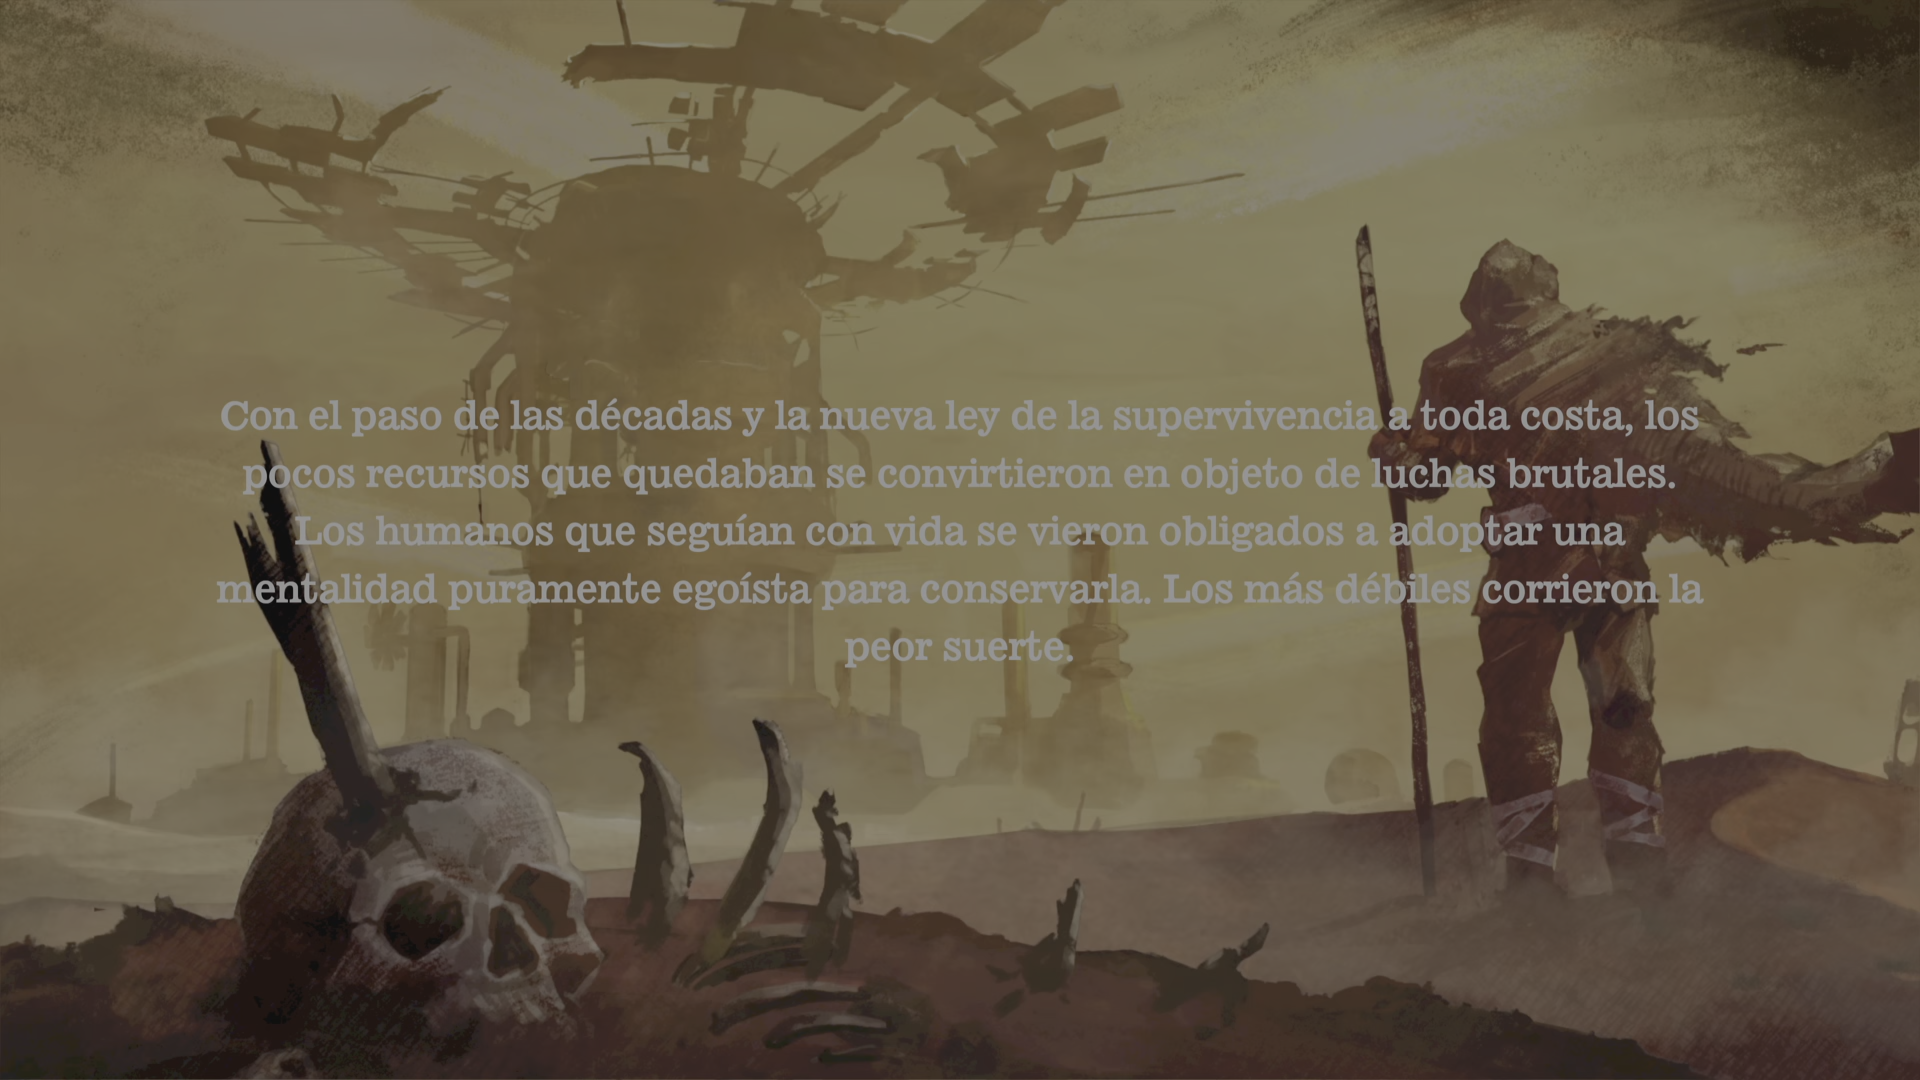 Con el paso de las décadas y la nueva ley de la supervivencia a toda costa, los
pocos recursos que quedaban se convirtieron en objeto de luchas brutales.
Los humanos que seguían con vida se vieron obligados a adoptar una
mentalidad puramente egoísta para conservarla. Los más débiles corrieron la
peor suerte.